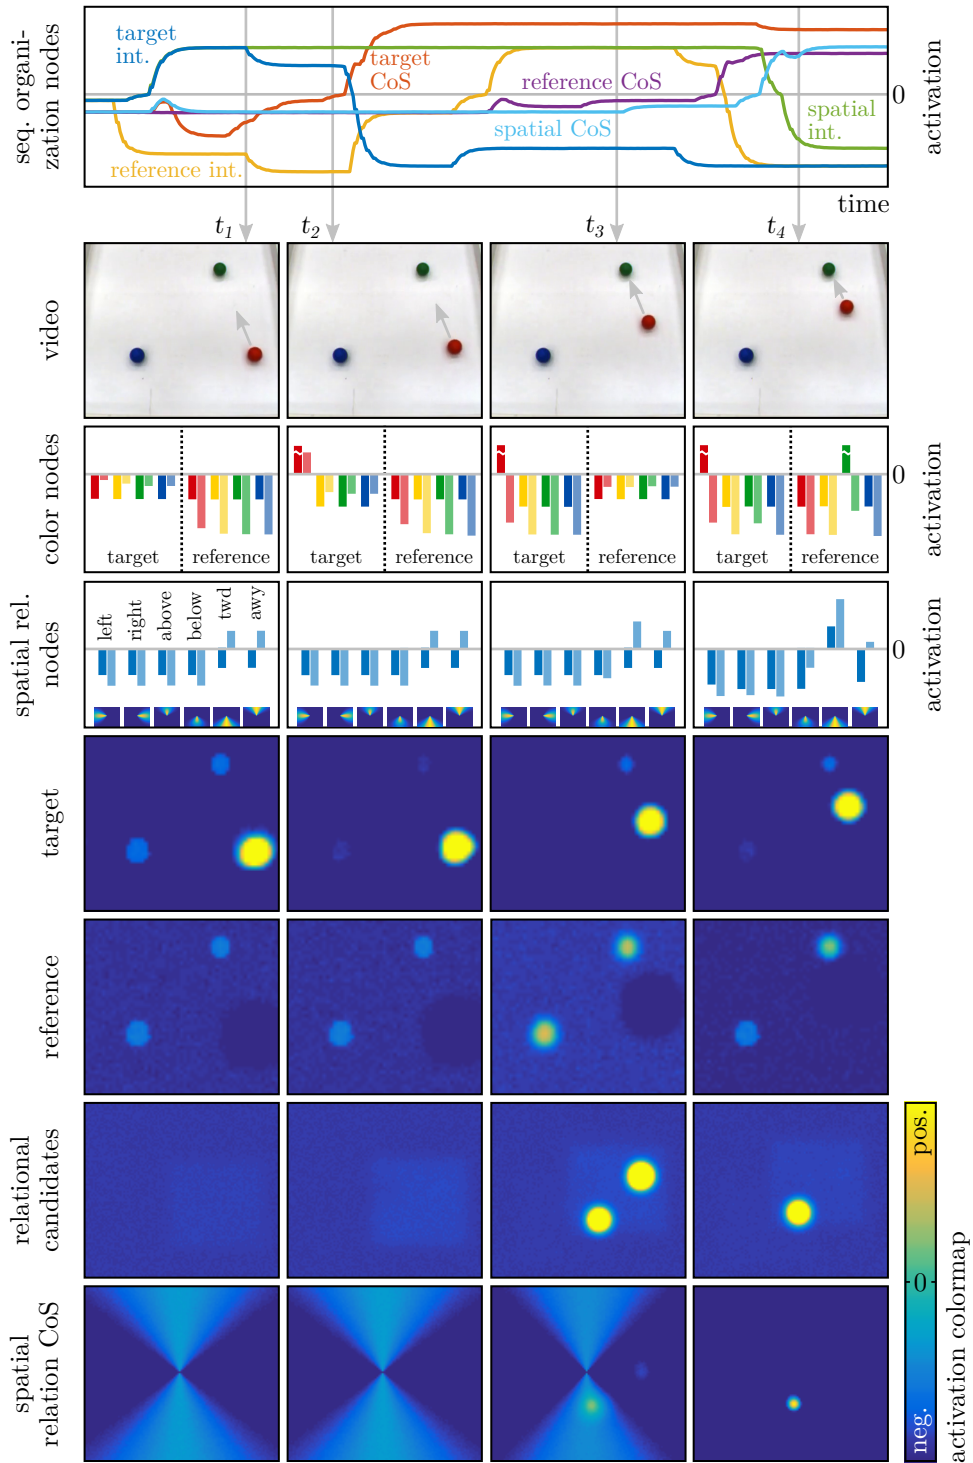 seq. organi-
zation nodes
target
int.
target
CoS
reference CoS
spatial CoS
spatial
int.
reference int.
0
activation
time
t1
t2
t3
t4
video
color nodes
target
reference
target
reference
target
reference
target
reference
0
activation
spatial rel.
nodes
left
right
above
below
twd
awy
0
activation
target
reference
relational
candidates
spatial
relation CoS
pos.
0
neg.
activation colormap